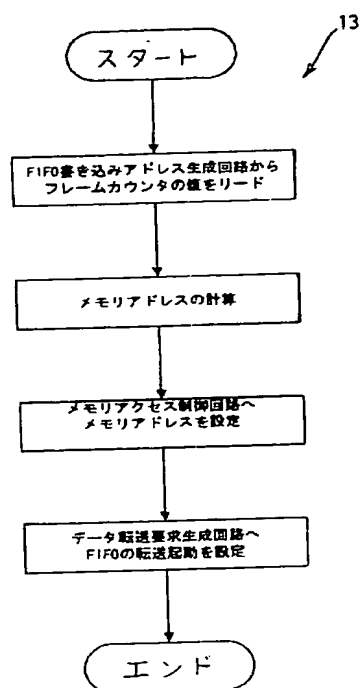 13
スタート
FIFO書き込みアドレス生成回路から
フレームカウンタの値をリード
メモリアドレスの計算
メモリアクセス制御回路へ
メモリアドレスを設定
データ転送要求生成回路へ
FIFOの転送起動を設定
エンド